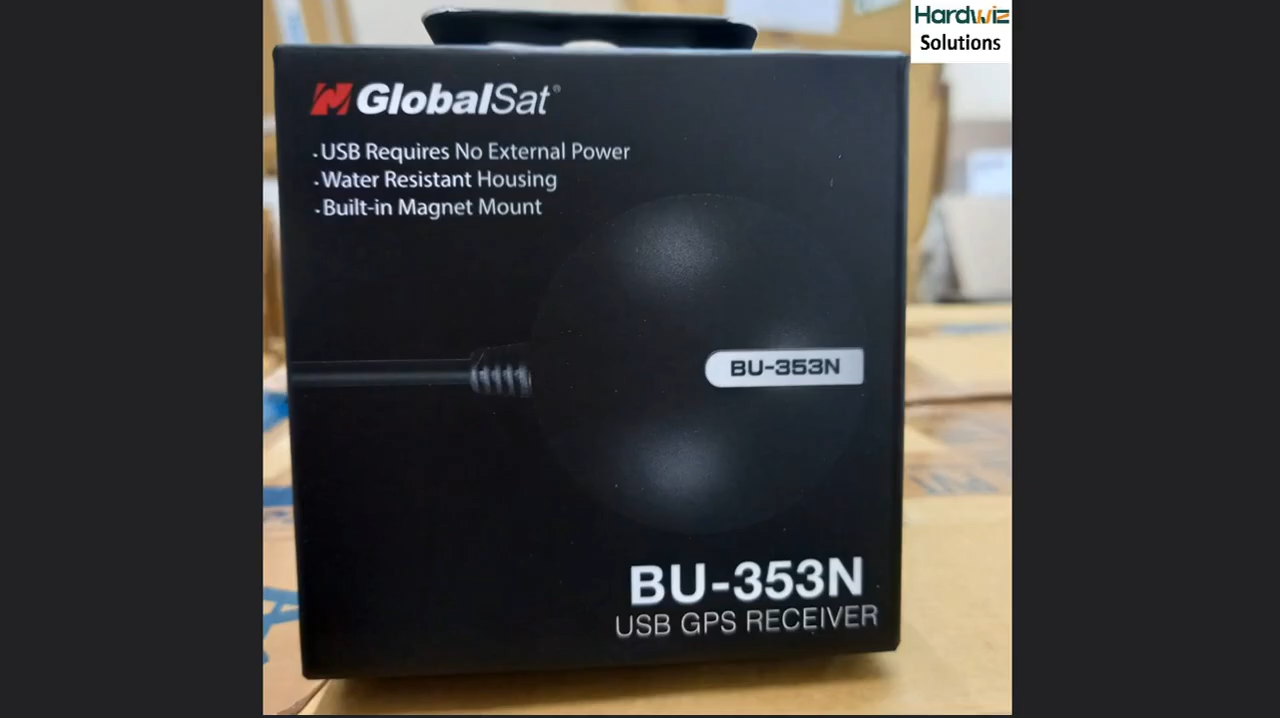 Hardwiz
Solutions
GlobalSat®
·USB Requires No External Power
·Water Resistant Housing
·Built-in Magnet Mount
BU-353N
BU-353N
USB GPS RECEIVER